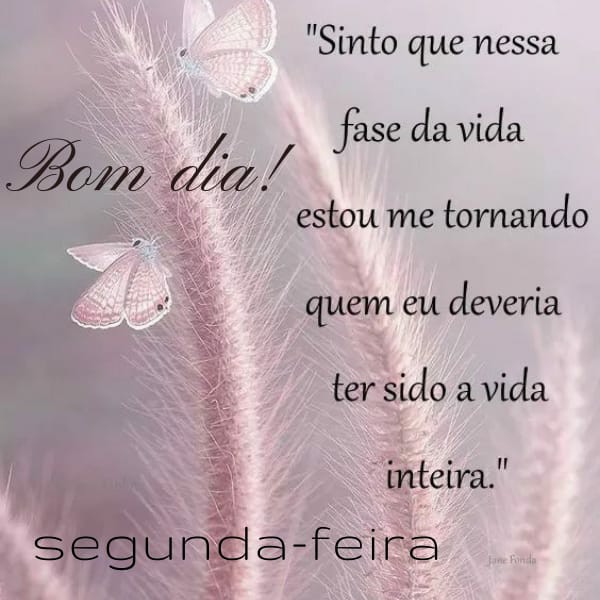 "Sinto que nessa
fase da vida
Bom dia!
estou me tornando
quem eu deveria
ter sido a vida
inteira."
segunda-feira
Jane Fonda